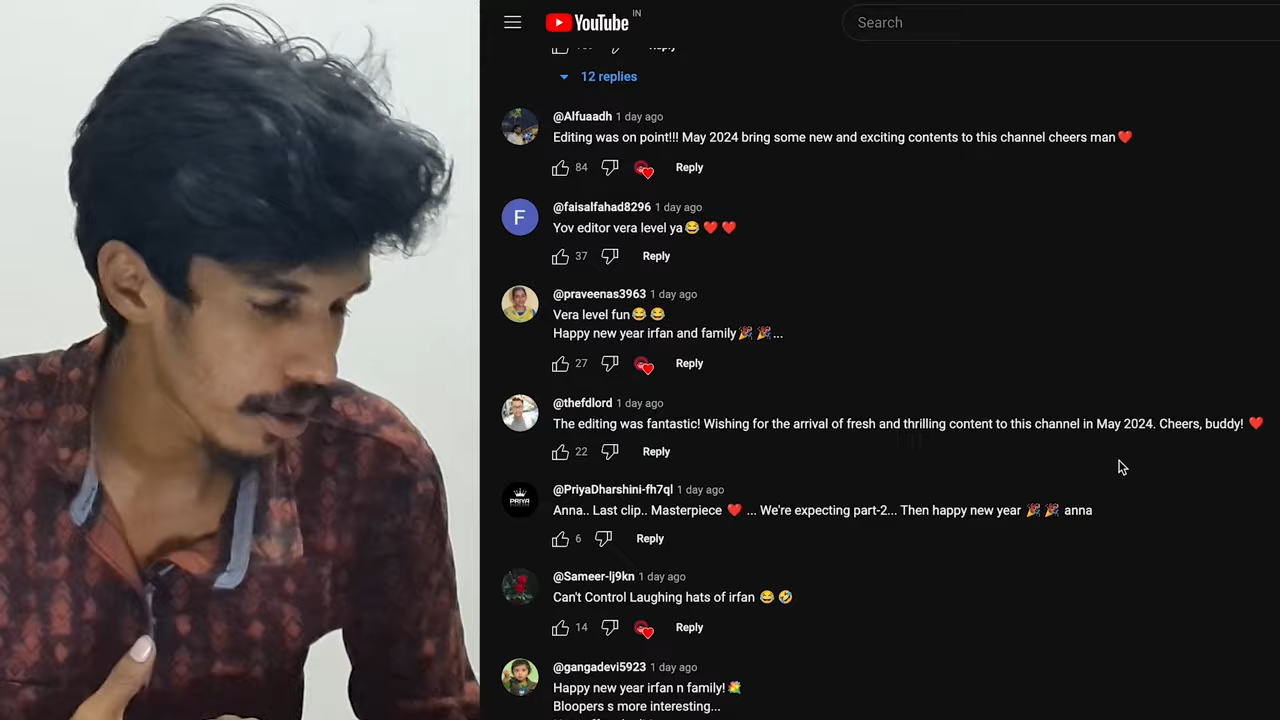 YouTube IN
Search
Reply
12 replies
@Alfuaadh 1 day ago
Editing was on point!!! May 2024 bring some new and exciting contents to this channel cheers man❤️
84 Reply
F
@faisalfahad8296 1 day ago
Yov editor vera level ya😂❤️❤️
37 Reply
@praveenas3963 1 day ago
Vera level fun😂😂
Happy new year irfan and family🎉🎉...
27 Reply
@thefdlord 1 day ago
The editing was fantastic! Wishing for the arrival of fresh and thrilling content to this channel in May 2024. Cheers, buddy! ❤️
22 Reply
PRIYA
@PriyaDharshini-fh7ql 1 day ago
Anna.. Last clip.. Masterpiece ❤️ ... We're expecting part-2... Then happy new year 🎉🎉 anna
6 Reply
@Sameer-lj9kn 1 day ago
Can't Control Laughing hats of irfan 😂🤣
14 Reply
@gangadevi5923 1 day ago
Happy new year irfan n family!💐
Bloopers s more interesting...